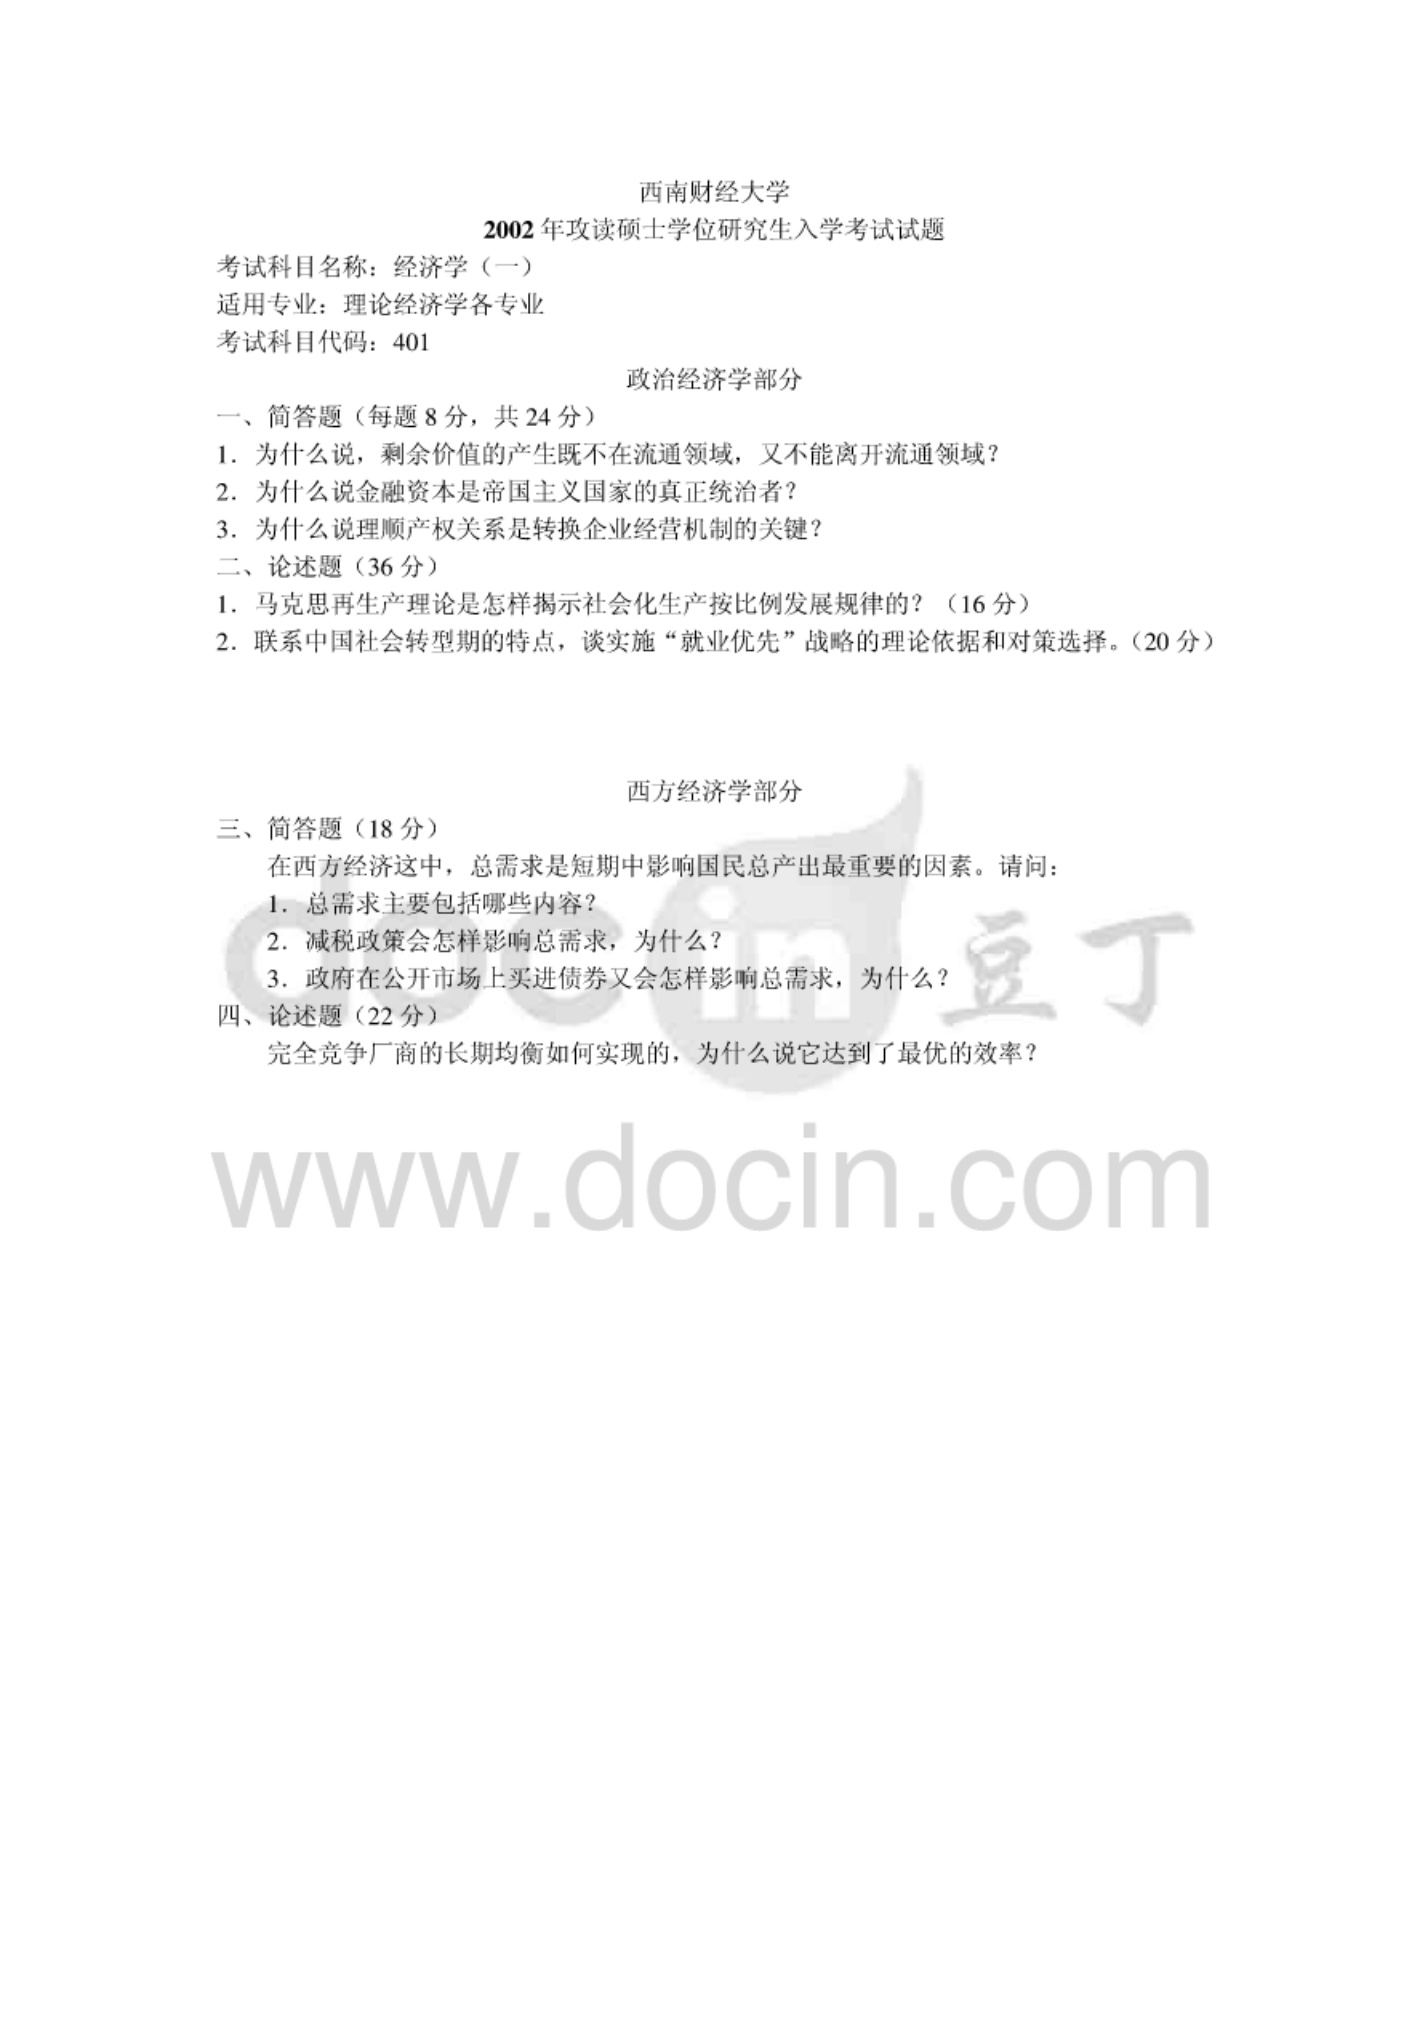 西南财经大学
2002 年攻读硕士学位研究生入学考试试题
考试科目名称：经济学（一）
适用专业：理论经济学各专业
考试科目代码：401
政治经济学部分
一、简答题（每题 8 分，共 24 分）
1．为什么说，剩余价值的产生既不在流通领域，又不能离开流通领域？
2．为什么说金融资本是帝国主义国家的真正统治者？
3．为什么说理顺产权关系是转换企业经营机制的关键？
二、论述题（36 分）
1．马克思再生产理论是怎样揭示社会化生产按比例发展规律的？（16 分）
2．联系中国社会转型期的特点，谈实施“就业优先”战略的理论依据和对策选择。（20 分）
西方经济学部分
三、简答题（18 分）
在西方经济这中，总需求是短期中影响国民总产出最重要的因素。请问：
1．总需求主要包括哪些内容？
2．减税政策会怎样影响总需求，为什么？
3．政府在公开市场上买进债券又会怎样影响总需求，为什么？
四、论述题（22 分）
完全竞争厂商的长期均衡如何实现的，为什么说它达到了最优的效率？
docin 豆丁
www.docin.com